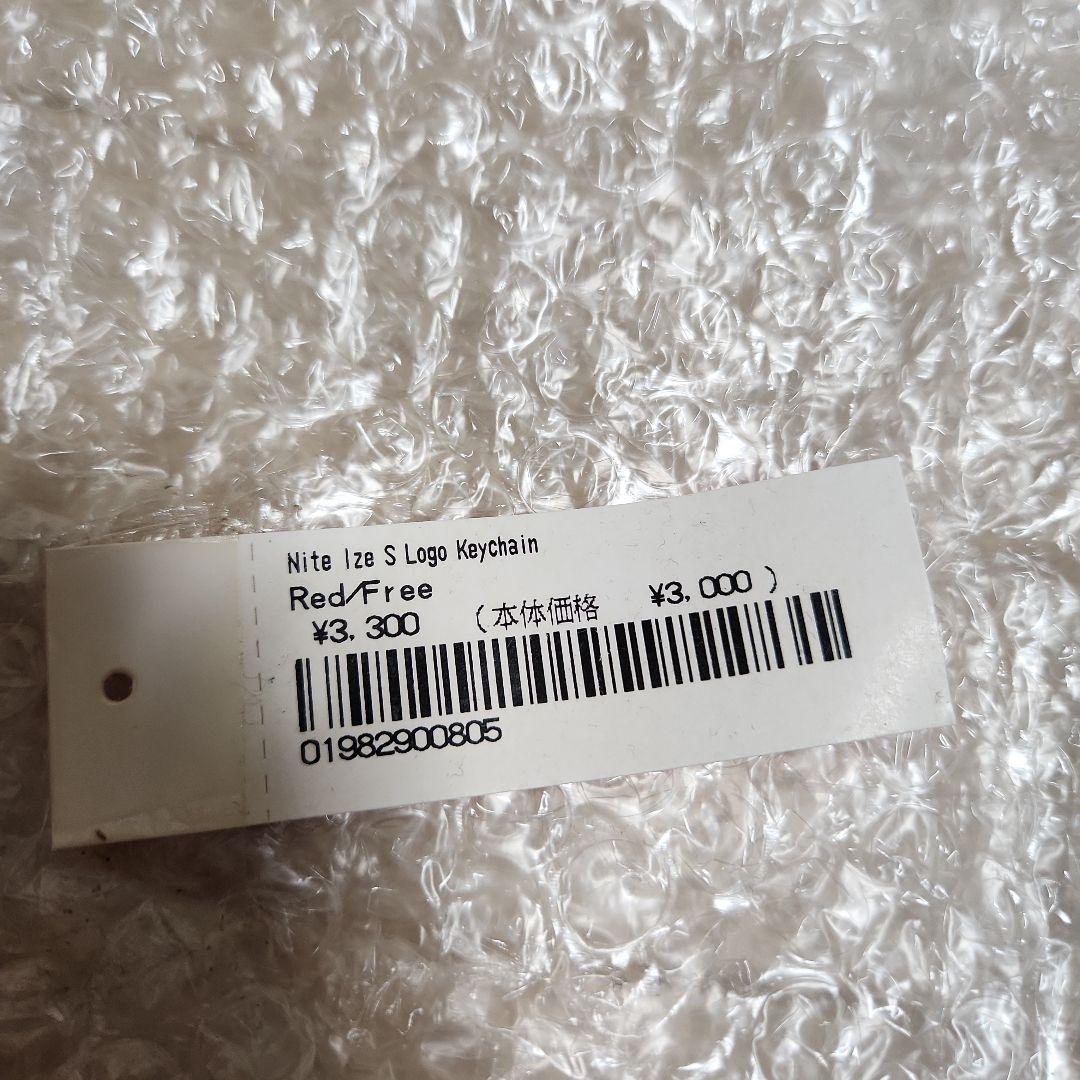 Nite Ize S Logo Keychain
Red/Free
¥3,300 (本体価格 ¥3,000)
01982900805